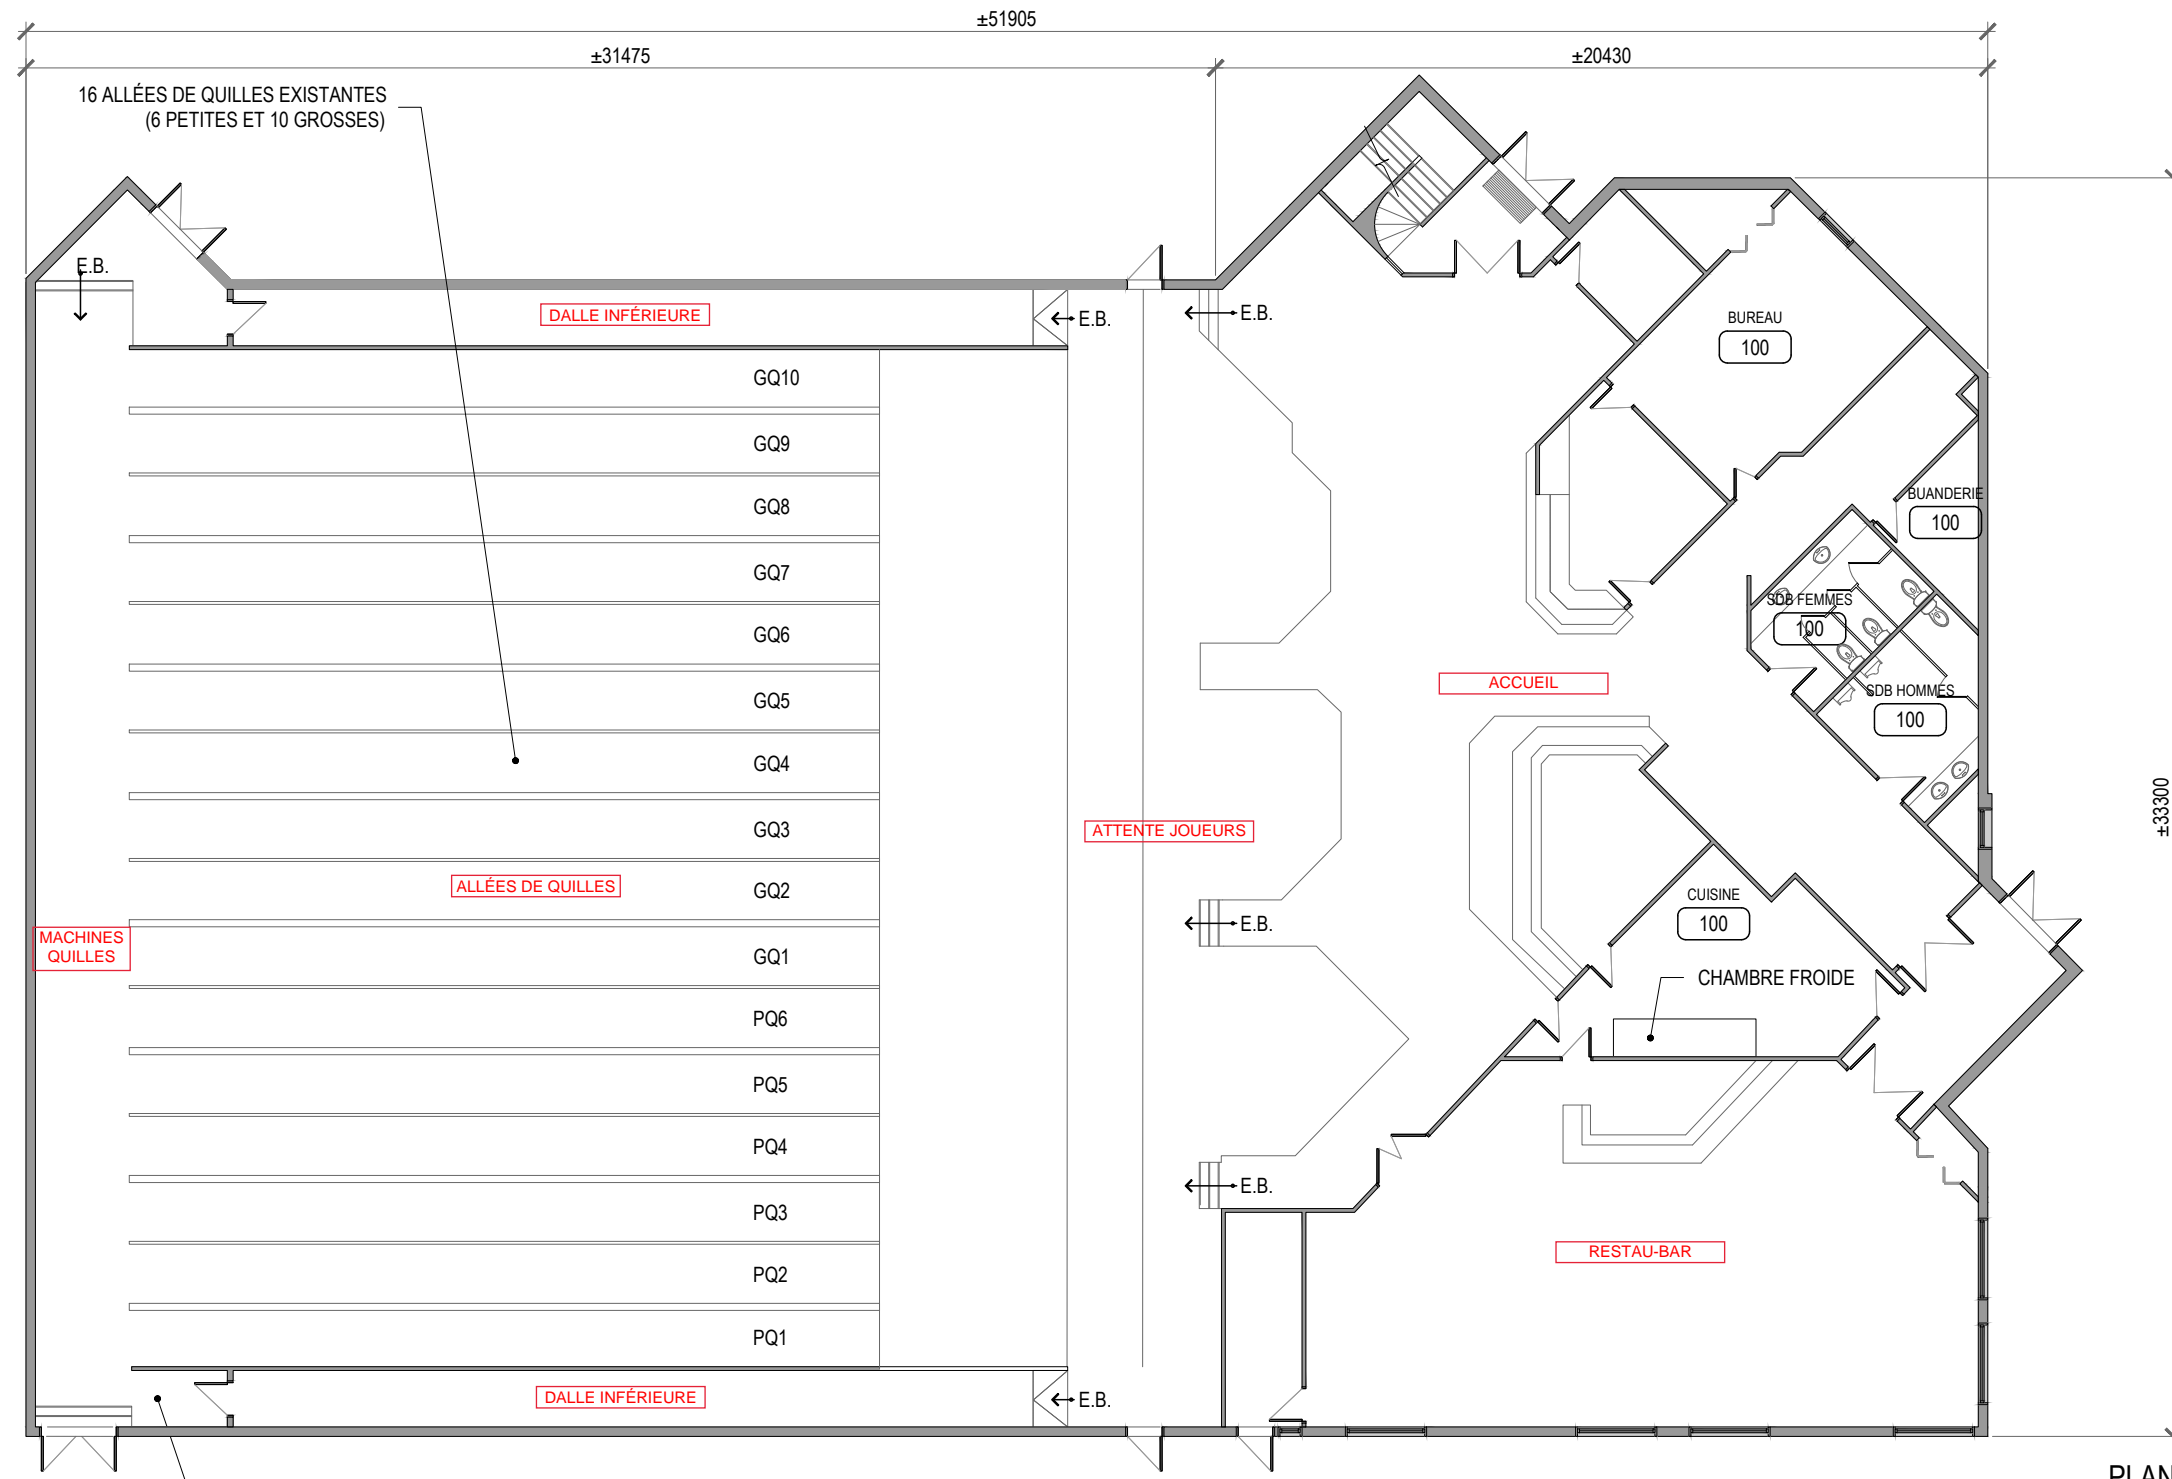 ±51905
±31475
±20430
16 ALLÉES DE QUILLES EXISTANTES
(6 PETITES ET 10 GROSSES)
E.B.
DALLE INFÉRIEURE
E.B.
E.B.
BUREAU
100
GQ10
GQ9
GQ8
GQ7
GQ6
GQ5
GQ4
GQ3
GQ2
GQ1
PQ6
PQ5
PQ4
PQ3
PQ2
PQ1
BUANDERIE
100
SDB FEMMES
100
SDB HOMMES
100
ACCUEIL
±33300
ATTENTE JOUEURS
ALLÉES DE QUILLES
MACHINES
QUILLES
CUISINE
100
E.B.
CHAMBRE FROIDE
E.B.
RESTAU-BAR
DALLE INFÉRIEURE
E.B.
PLAN